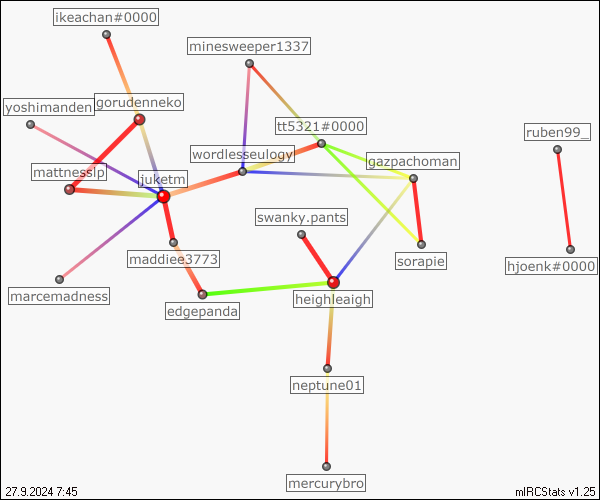 ikeachan#0000
minesweeper1337
yoshimanden
gorudenneko
tt5321#0000
ruben99_
wordlesseulogy
gazpachoman
mattnesslp
juketm
swanky.pants
maddiee3773
sorapie
hjoenk#0000
marcemadness
heighleaigh
edgepanda
neptune01
mercurybro
27.9.2024 7:45
mIRCStats v1.25